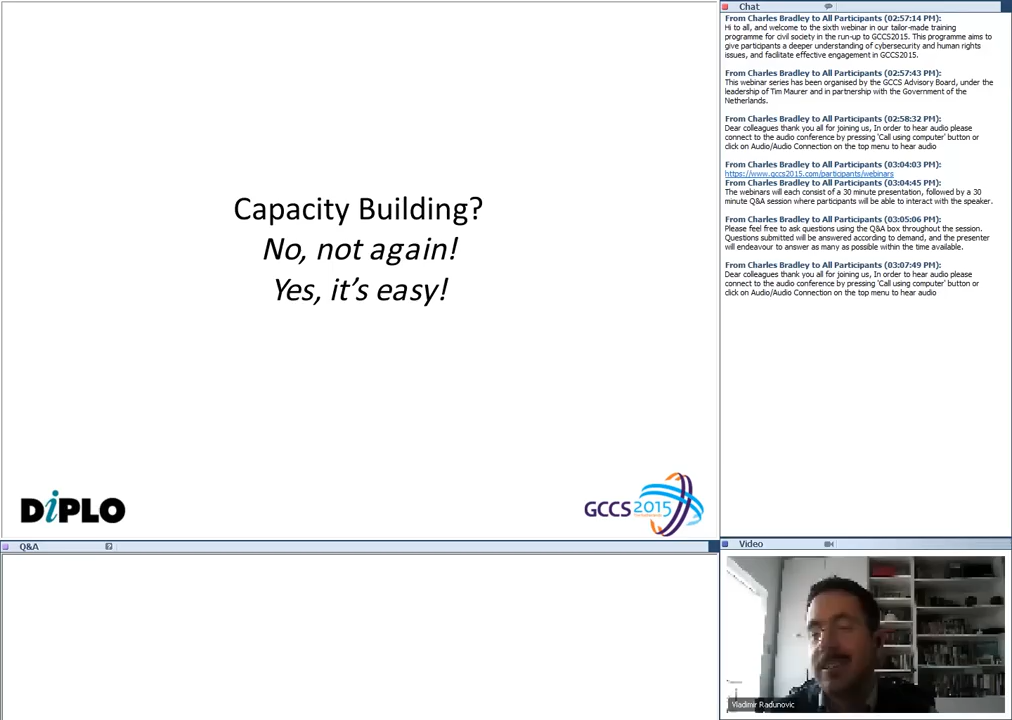 Capacity Building?
No, not again!
Yes, it's easy!
DiPLO
GCCS2015
Q&A
Chat
From Charles Bradley to All Participants (02:57:14 PM):
Hi to all, and welcome to the sixth webinar in our tailor-made training
programme for civil society in the run-up to GCCS2015. This programme aims to
give participants a deeper understanding of cybersecurity and human rights
issues, and facilitate effective engagement in GCCS2015.
From Charles Bradley to All Participants (02:57:43 PM):
This webinar series has been organised by the GCCS Advisory Board, under the
leadership of Tim Maurer and in partnership with the Government of the
Netherlands.
From Charles Bradley to All Participants (02:58:32 PM):
Dear colleagues thank you all for joining us, In order to hear audio please
connect to the audio conference by pressing 'Call using computer' button or
click on Audio/Audio Connection on the top menu to hear audio
From Charles Bradley to All Participants (03:04:03 PM):
https://www.gccs2015.com/participants/webinars
From Charles Bradley to All Participants (03:04:45 PM):
The webinars will each consist of a 30 minute presentation, followed by a 30
minute Q&A session where participants will be able to interact with the speaker.
From Charles Bradley to All Participants (03:05:06 PM):
Please feel free to ask questions using the Q&A box throughout the session.
Questions submitted will be answered according to demand, and the presenter
will endeavour to answer as many as possible within the time available.
From Charles Bradley to All Participants (03:07:49 PM):
Dear colleagues thank you all for joining us, In order to hear audio please
connect to the audio conference by pressing 'Call using computer' button or
click on Audio/Audio Connection on the top menu to hear audio
Video
Vladimir Radunovic